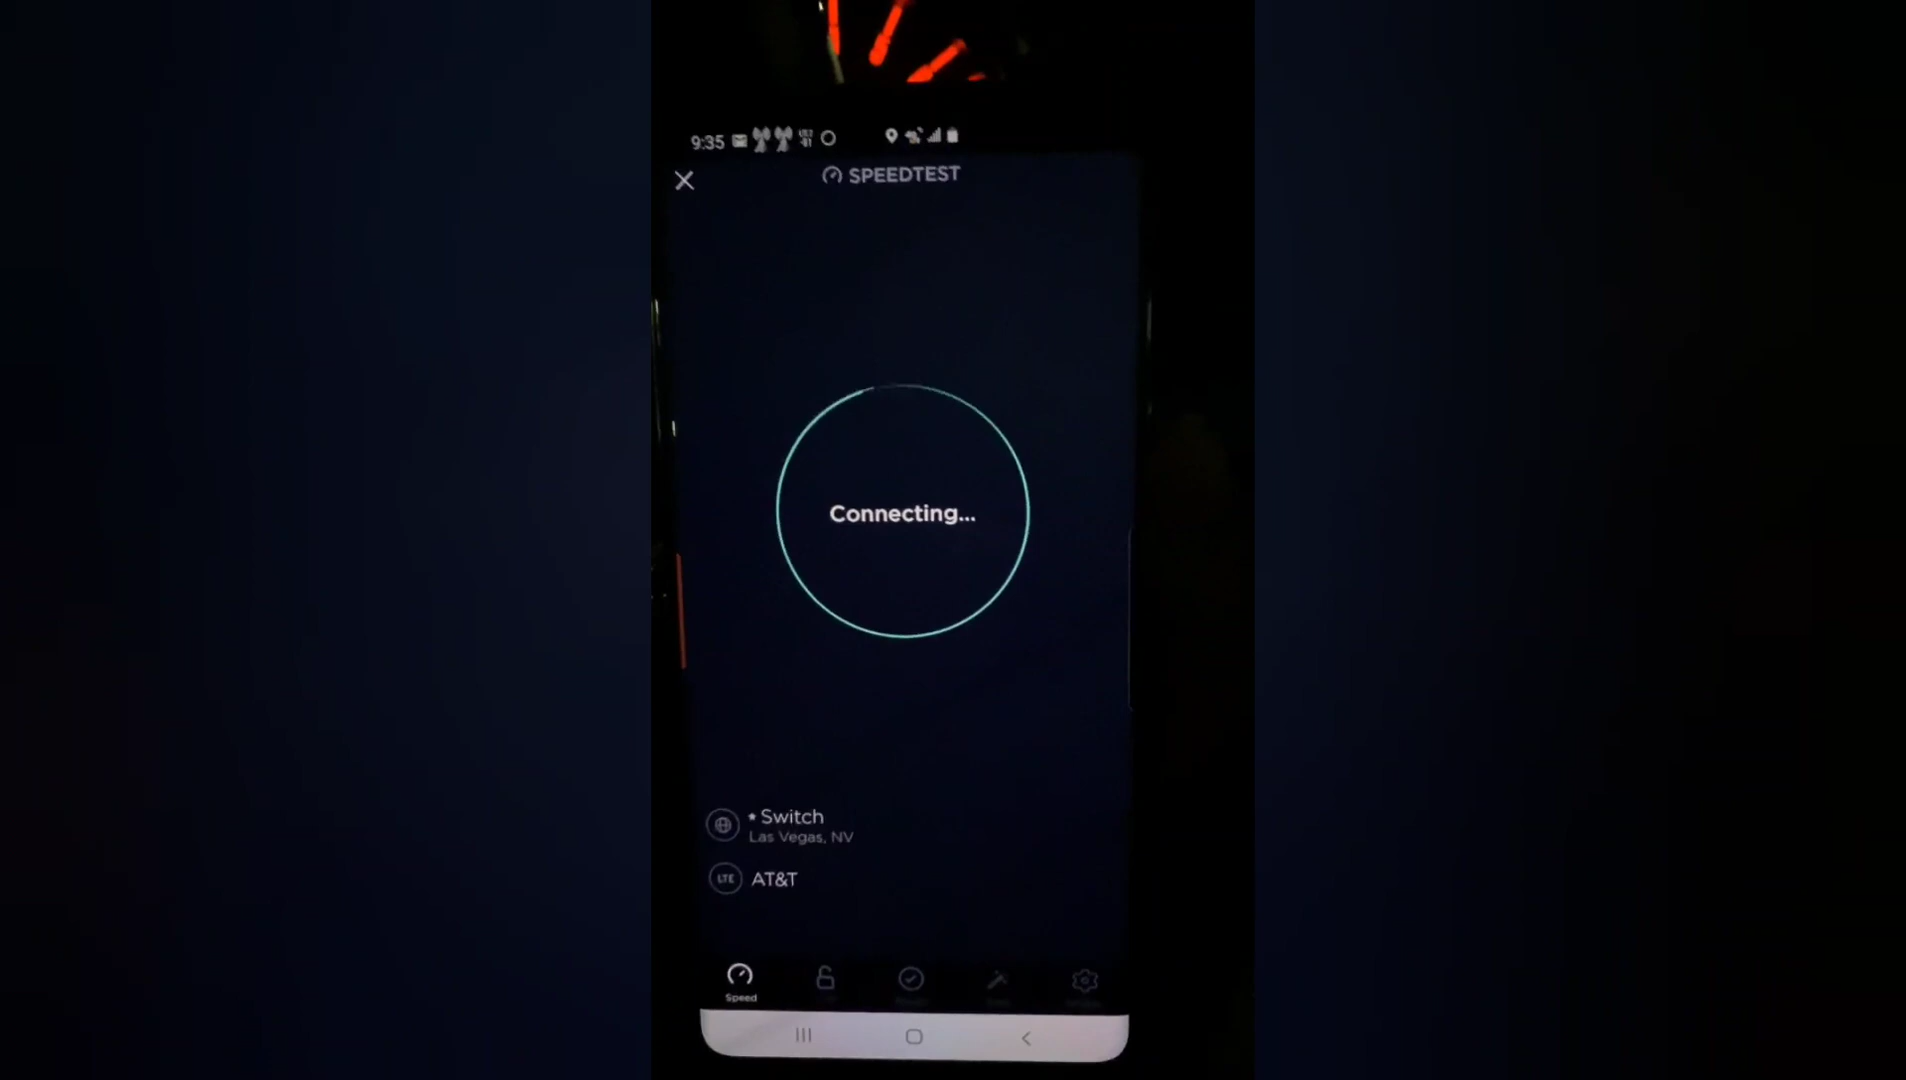 9:35
SPEEDTEST
Connecting...
* Switch
Las Vegas, NV
LTE AT&T
Speed